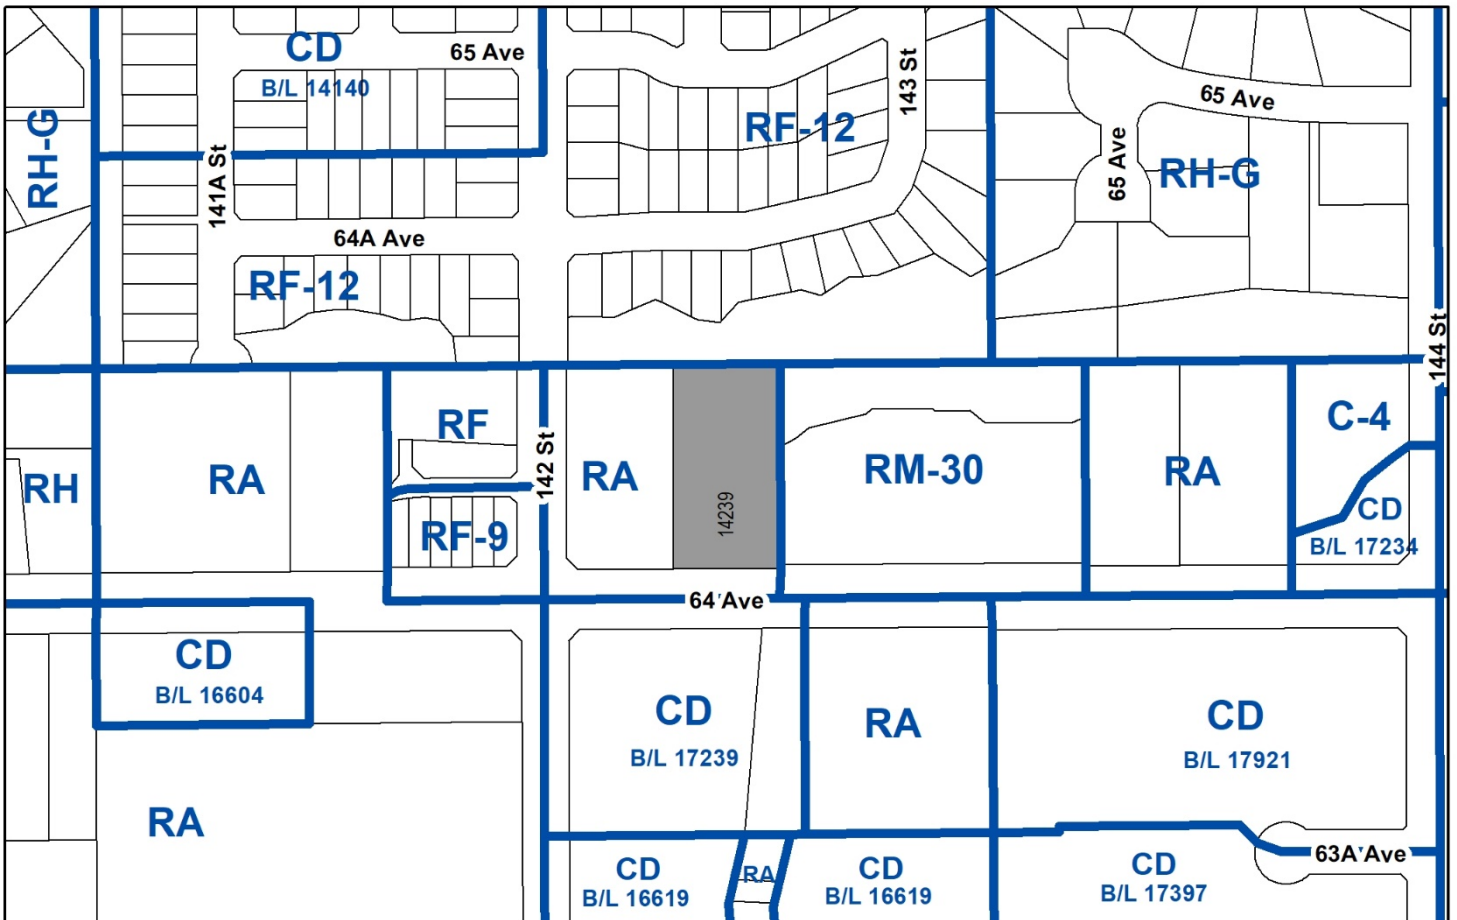 CD
65 Ave
B/L 14140
RF-12
143 St
65 Ave
RH-G
141A St
65 Ave
RH-G
64A Ave
RF-12
144 St
RF
C-4
RH
RA
142 St
RA
RM-30
RA
14239
CD
B/L 17234
RF-9
64 Ave
CD
B/L 16604
CD
B/L 17239
RA
CD
B/L 17921
RA
63A Ave
CD
B/L 16619
RA
CD
B/L 16619
CD
B/L 17397